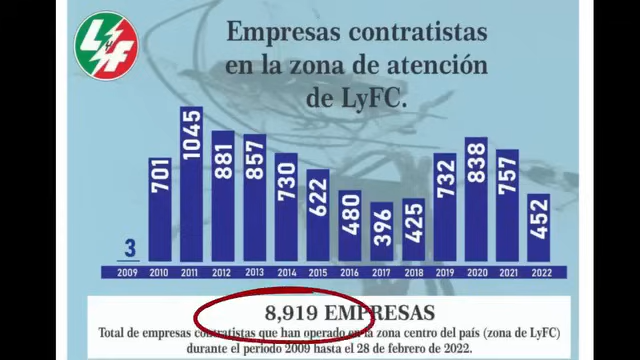 LyF
Empresas contratistas
en la zona de atención
de LyFC.
3 701 1045 881 857 730 622 480 396 425 732 838 757 452
2009 2010 2011 2012 2013 2014 2015 2016 2017 2018 2019 2020 2021 2022
8,919 EMPRESAS
Total de empresas contratistas que han operado en la zona centro del país (zona de LyFC)
durante el periodo 2009 hasta el 28 de febrero de 2022.